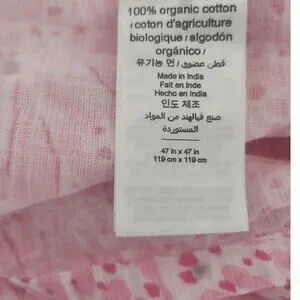 100% organic cotton
/ coton d'agriculture
biologique / algodón
orgánico /
유기농 면 / قطن عضوي /
Made in India
Fait en Inde
Hecho en India
인도 제조
صنع فيالهند من المواد
المستوردة
47 in x 47 in
119 cm x 119 cm